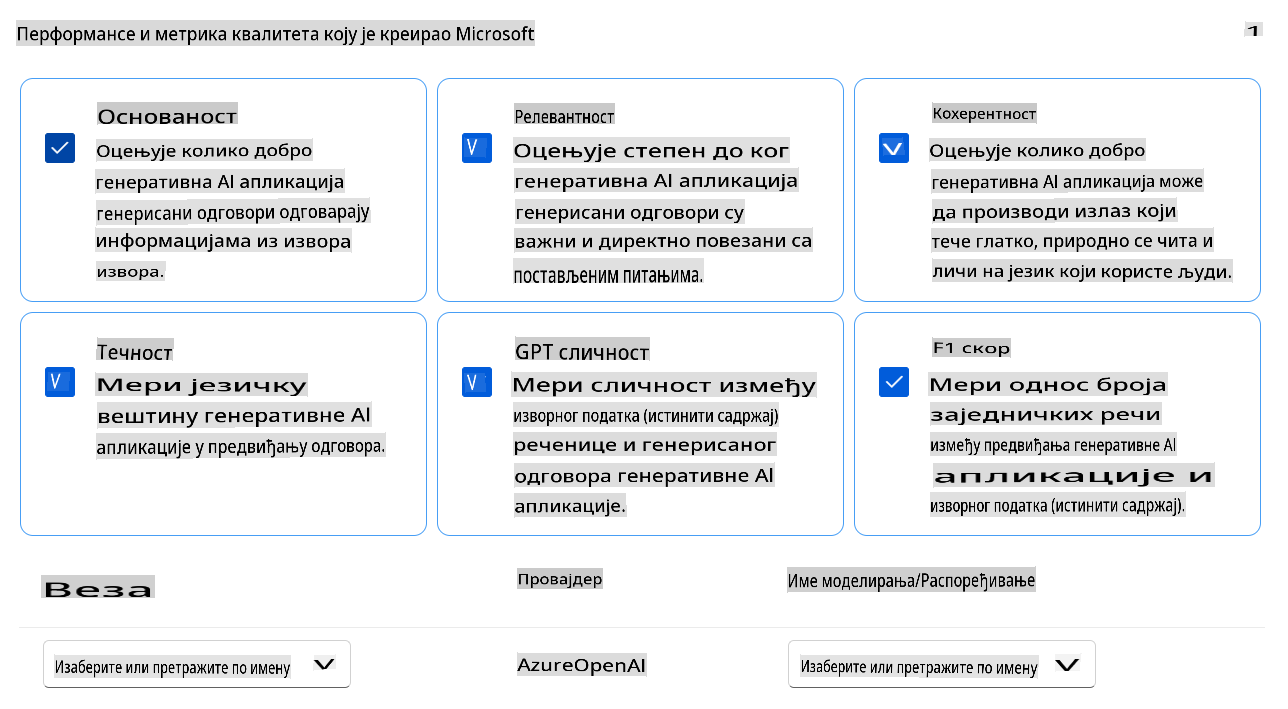 Перформансе и метрика квалитета коју је креирао Microsoft
1
Основаност
Оцењује колико добро
генеративна AI апликација
генерисани одговори одговарају
информацијама из извора
извора.
Релевантност
V
Оцењује степен до ког
генеративна AI апликација
генерисани одговори су
важни и директно повезани са
постављеним питањима.
Кохерентност
Оцењује колико добро
генеративна AI апликација може
да производи излаз који
тече глатко, природно се чита и
личи на језик који користе људи.
Течност
V
Мери језичку
вештину генеративне AI
апликације у предвиђању одговора.
GPT сличност
V
Мери сличност између
изворног податка (истинити садржај)
реченице и генерисаног
одговора генеративне AI
апликације.
F1 скор
Мери однос броја
заједничких речи
између предвиђања генеративне AI
апликације и
изворног податка (истинити садржај).
Веза
Провајдер
Име моделирања/Распоређивање
Изаберите или претражите по имену
AzureOpenAI
Изаберите или претражите по имену